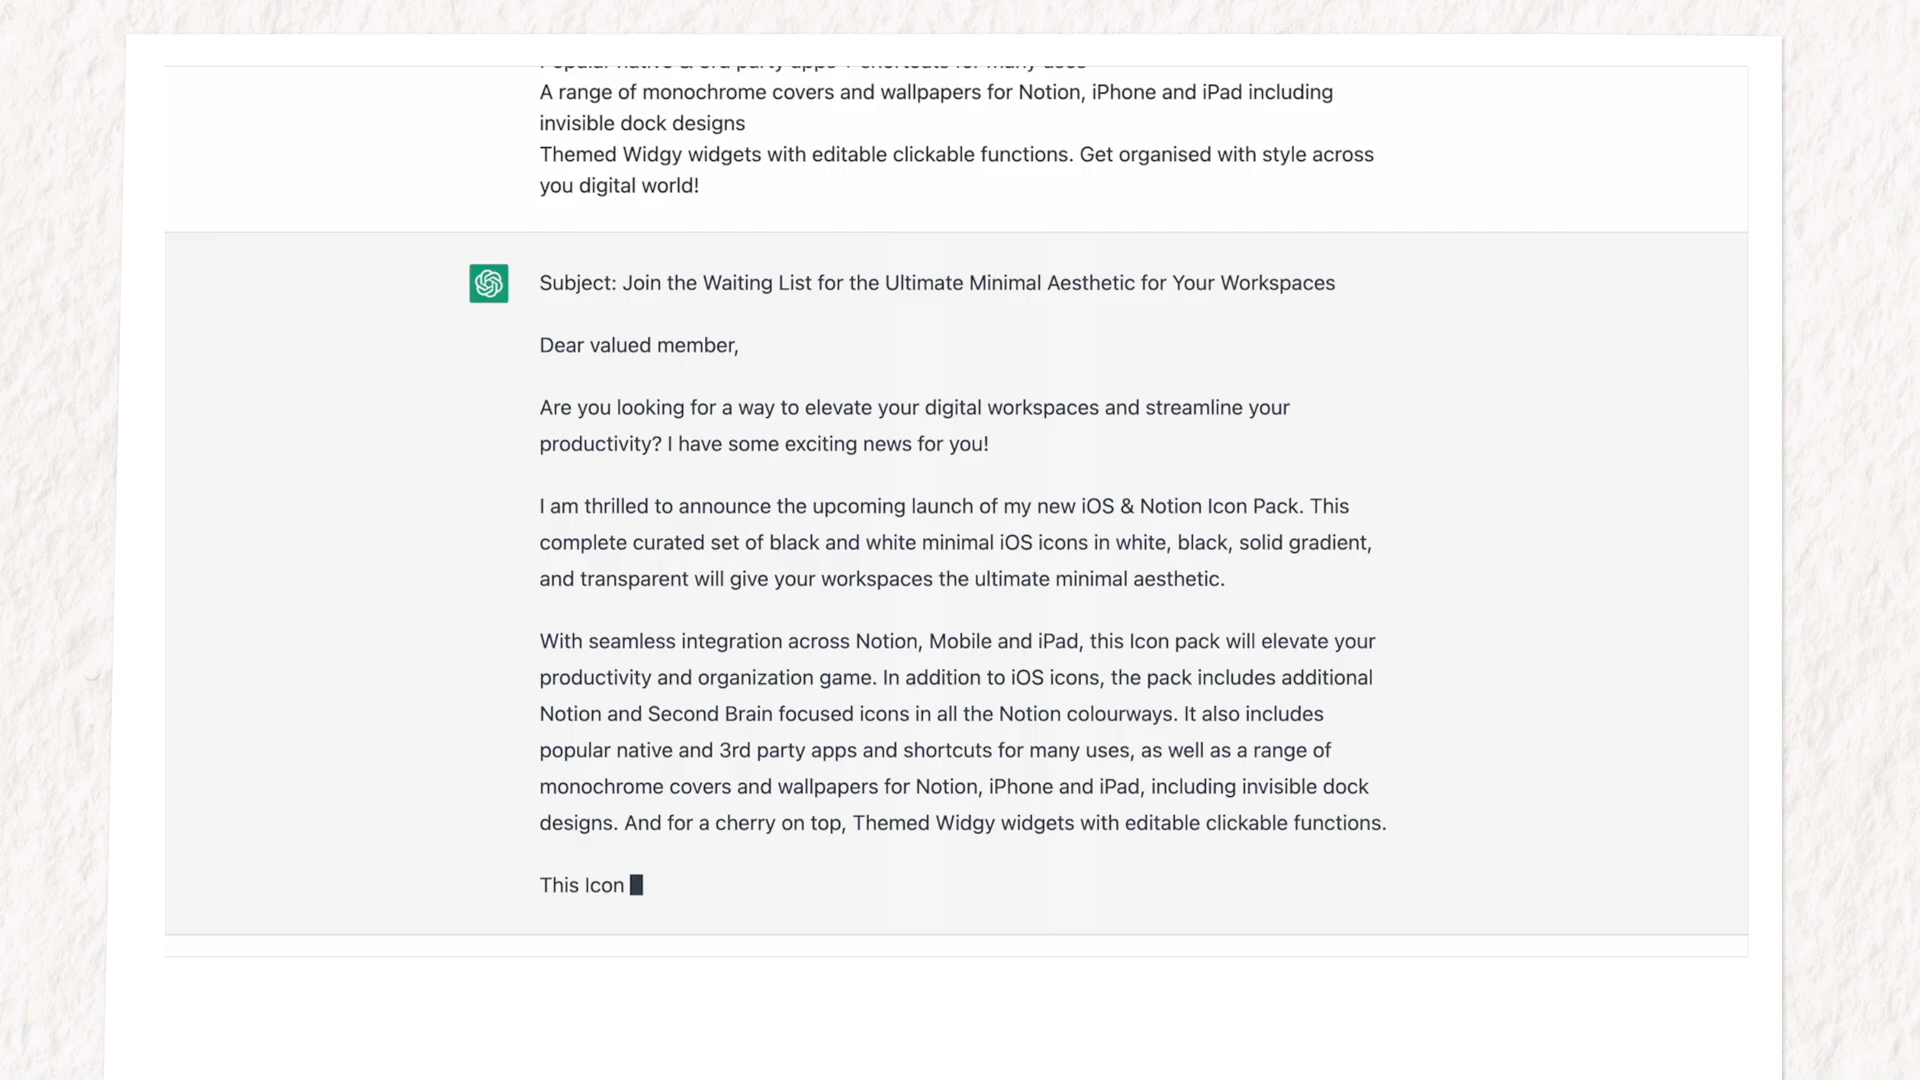 Popular native & 3rd party apps + shortcuts for many uses
A range of monochrome covers and wallpapers for Notion, iPhone and iPad including
invisible dock designs
Themed Widgy widgets with editable clickable functions. Get organised with style across
you digital world!
Subject: Join the Waiting List for the Ultimate Minimal Aesthetic for Your Workspaces
Dear valued member,
Are you looking for a way to elevate your digital workspaces and streamline your
productivity? I have some exciting news for you!
I am thrilled to announce the upcoming launch of my new iOS & Notion Icon Pack. This
complete curated set of black and white minimal iOS icons in white, black, solid gradient,
and transparent will give your workspaces the ultimate minimal aesthetic.
With seamless integration across Notion, Mobile and iPad, this Icon pack will elevate your
productivity and organization game. In addition to iOS icons, the pack includes additional
Notion and Second Brain focused icons in all the Notion colourways. It also includes
popular native and 3rd party apps and shortcuts for many uses, as well as a range of
monochrome covers and wallpapers for Notion, iPhone and iPad, including invisible dock
designs. And for a cherry on top, Themed Widgy widgets with editable clickable functions.
This Icon